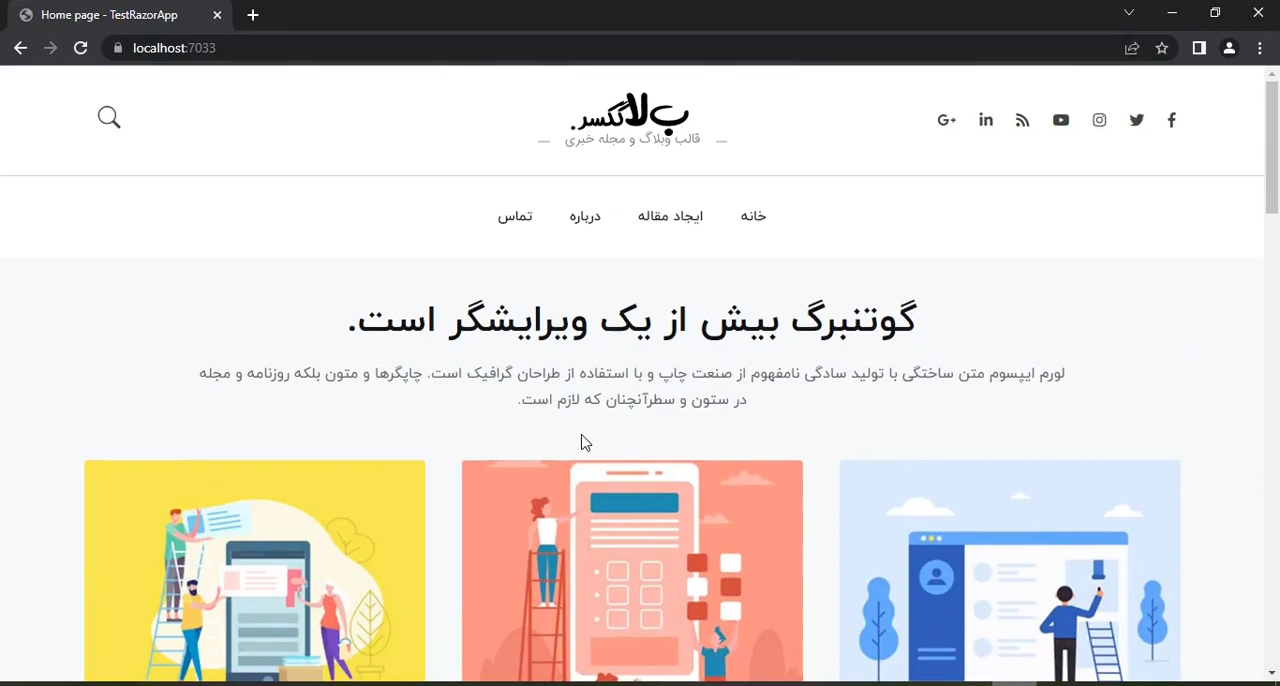 Home page - TestRazorApp
localhost:7033
بلاگسر.
قالب وبلاگ و مجله خبری
خانه
ایجاد مقاله
درباره
تماس
گوتنبرگ بیش از یک ویرایشگر است.
لورم ایپسوم متن ساختگی با تولید سادگی نامفهوم از صنعت چاپ و با استفاده از طراحان گرافیک است. چاپگرها و متون بلکه روزنامه و مجله
در ستون و سطرآنچنان که لازم است.